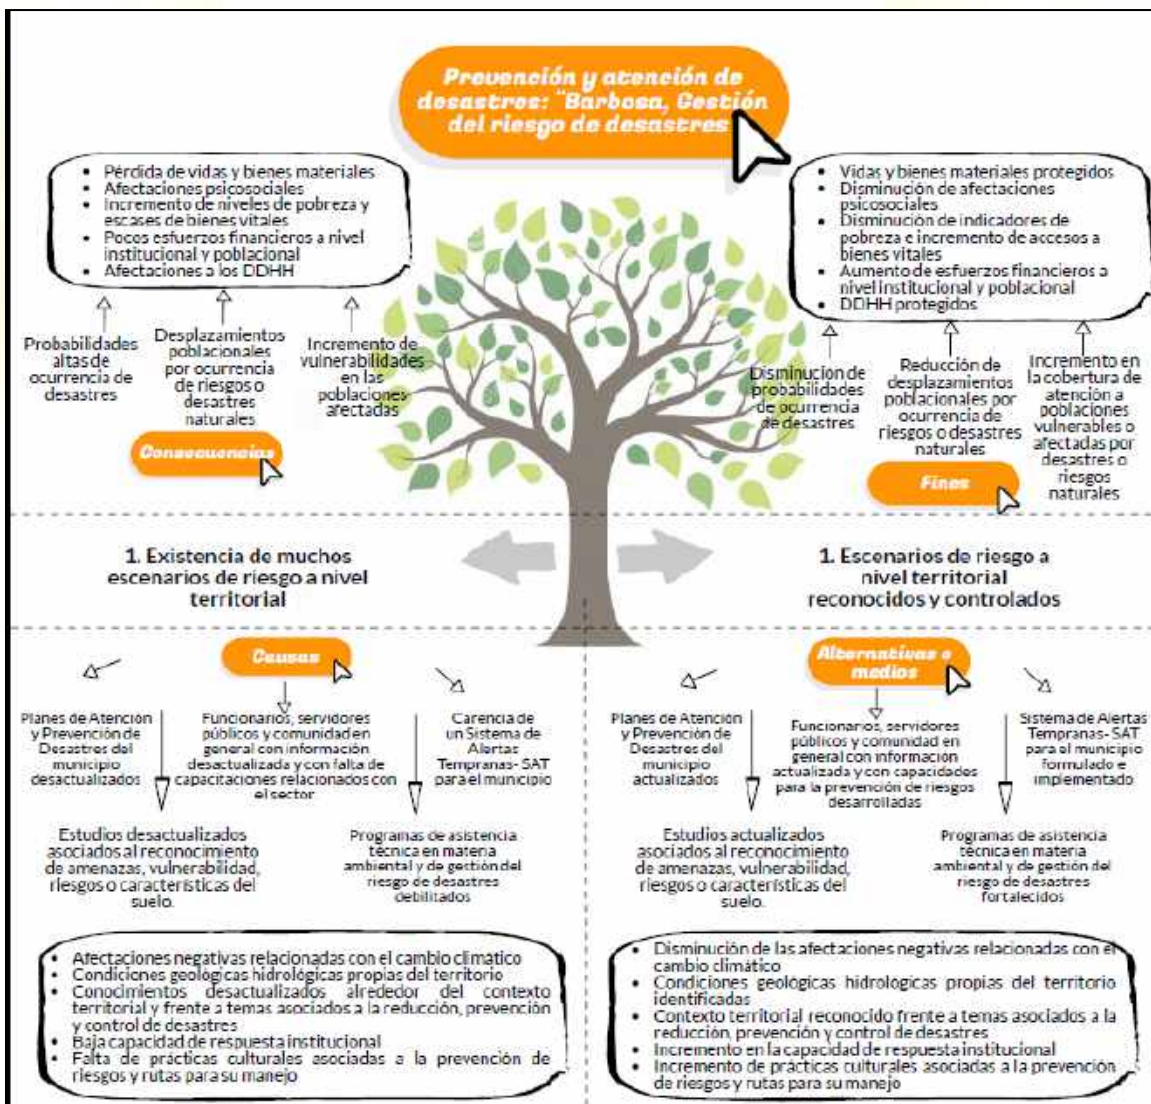 Prevención y atención de
desastres: "Barbosa, Gestión
del riesgo de desastres
• Pérdida de vidas y bienes materiales
• Afectaciones psicosociales
• Incremento de niveles de pobreza y
escases de bienes vitales
• Pocos esfuerzos financieros a nivel
institucional y poblacional
• Afectaciones a los DDHH
Probabilidades
altas de
ocurrencia de
desastres
Desplazamientos
poblacionales
por ocurrencia
de riesgos o
desastres
naturales
Incremento de
vulnerabilidades
en las
poblaciones
afectadas
Consecuencias
• Vidas y bienes materiales protegidos
• Disminución de afectaciones
psicosociales
• Disminución de indicadores de
pobreza e incremento de accesos a
bienes vitales
• Aumento de esfuerzos financieros a
nivel institucional y poblacional
• DDHH protegidos
Disminución de
probabilidades
de ocurrencia
de desastres
Reducción de
desplazamientos
poblacionales por
ocurrencia de
riesgos o desastres
naturales
Incremento en
la cobertura de
atención a
poblaciones
vulnerables o
afectadas por
desastres o
riesgos
naturales
Fines
1. Existencia de muchos
escenarios de riesgo a nivel
territorial
1. Escenarios de riesgo a
nivel territorial
reconocidos y controlados
Causas
Planes de Atención
y Prevención de
Desastres del
municipio
desactualizados
Funcionarios, servidores
públicos y comunidad en
general con información
desactualizada y con falta de
capacitaciones relacionados con
el sector
Carencia de
un Sistema de
Alertas
Tempranas- SAT
para el municipio
Estudios desactualizados
asociados al reconocimiento
de amenazas, vulnerabilidad,
riesgos o características del
suelo.
Programas de asistencia
técnica en materia
ambiental y de gestión del
riesgo de desastres
debilitados
• Afectaciones negativas relacionadas con el cambio climático
• Condiciones geológicas hidrológicas propias del territorio
• Conocimientos desactualizados alrededor del contexto
territorial y frente a temas asociados a la reducción, prevención
y control de desastres
• Baja capacidad de respuesta institucional
• Falta de prácticas culturales asociadas a la prevención de
riesgos y rutas para su manejo
Alternativas o
medios
Planes de Atención
y Prevención de
Desastres del
municipio
actualizados
Funcionarios, servidores
públicos y comunidad en
general con información
actualizada y con capacidades
para la prevención de riesgos
desarrolladas
Sistema de Alertas
Tempranas- SAT
para el municipio
formulado e
implementado
Estudios actualizados
asociados al reconocimiento
de amenazas, vulnerabilidad,
riesgos o características del
suelo.
Programas de asistencia
técnica en materia
ambiental y de gestión del
riesgo de desastres
fortalecidos
• Disminución de las afectaciones negativas relacionadas con el
cambio climático
• Condiciones geológicas hidrológicas propias del territorio
identificadas
• Contexto territorial reconocido frente a temas asociados a la
reducción, prevención y control de desastres
• Incremento en la capacidad de respuesta institucional
• Incremento de prácticas culturales asociadas a la prevención
de riesgos y rutas para su manejo